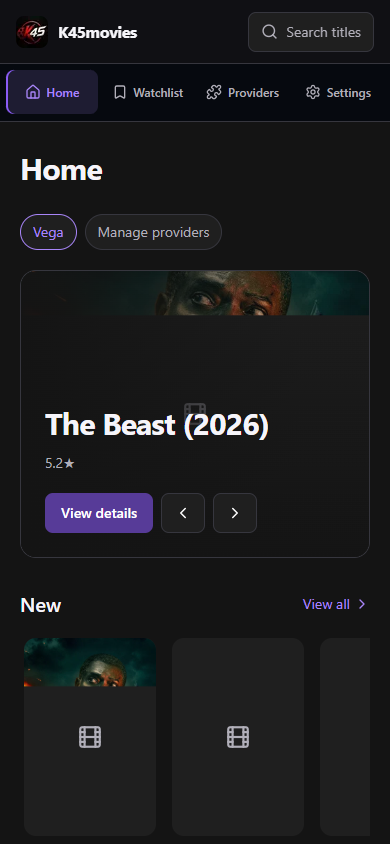 K45
K45movies
Search titles
Home
Watchlist
Providers
Settings
Home
Vega
Manage providers
The Beast (2026)
5.2★
View details
New
View all